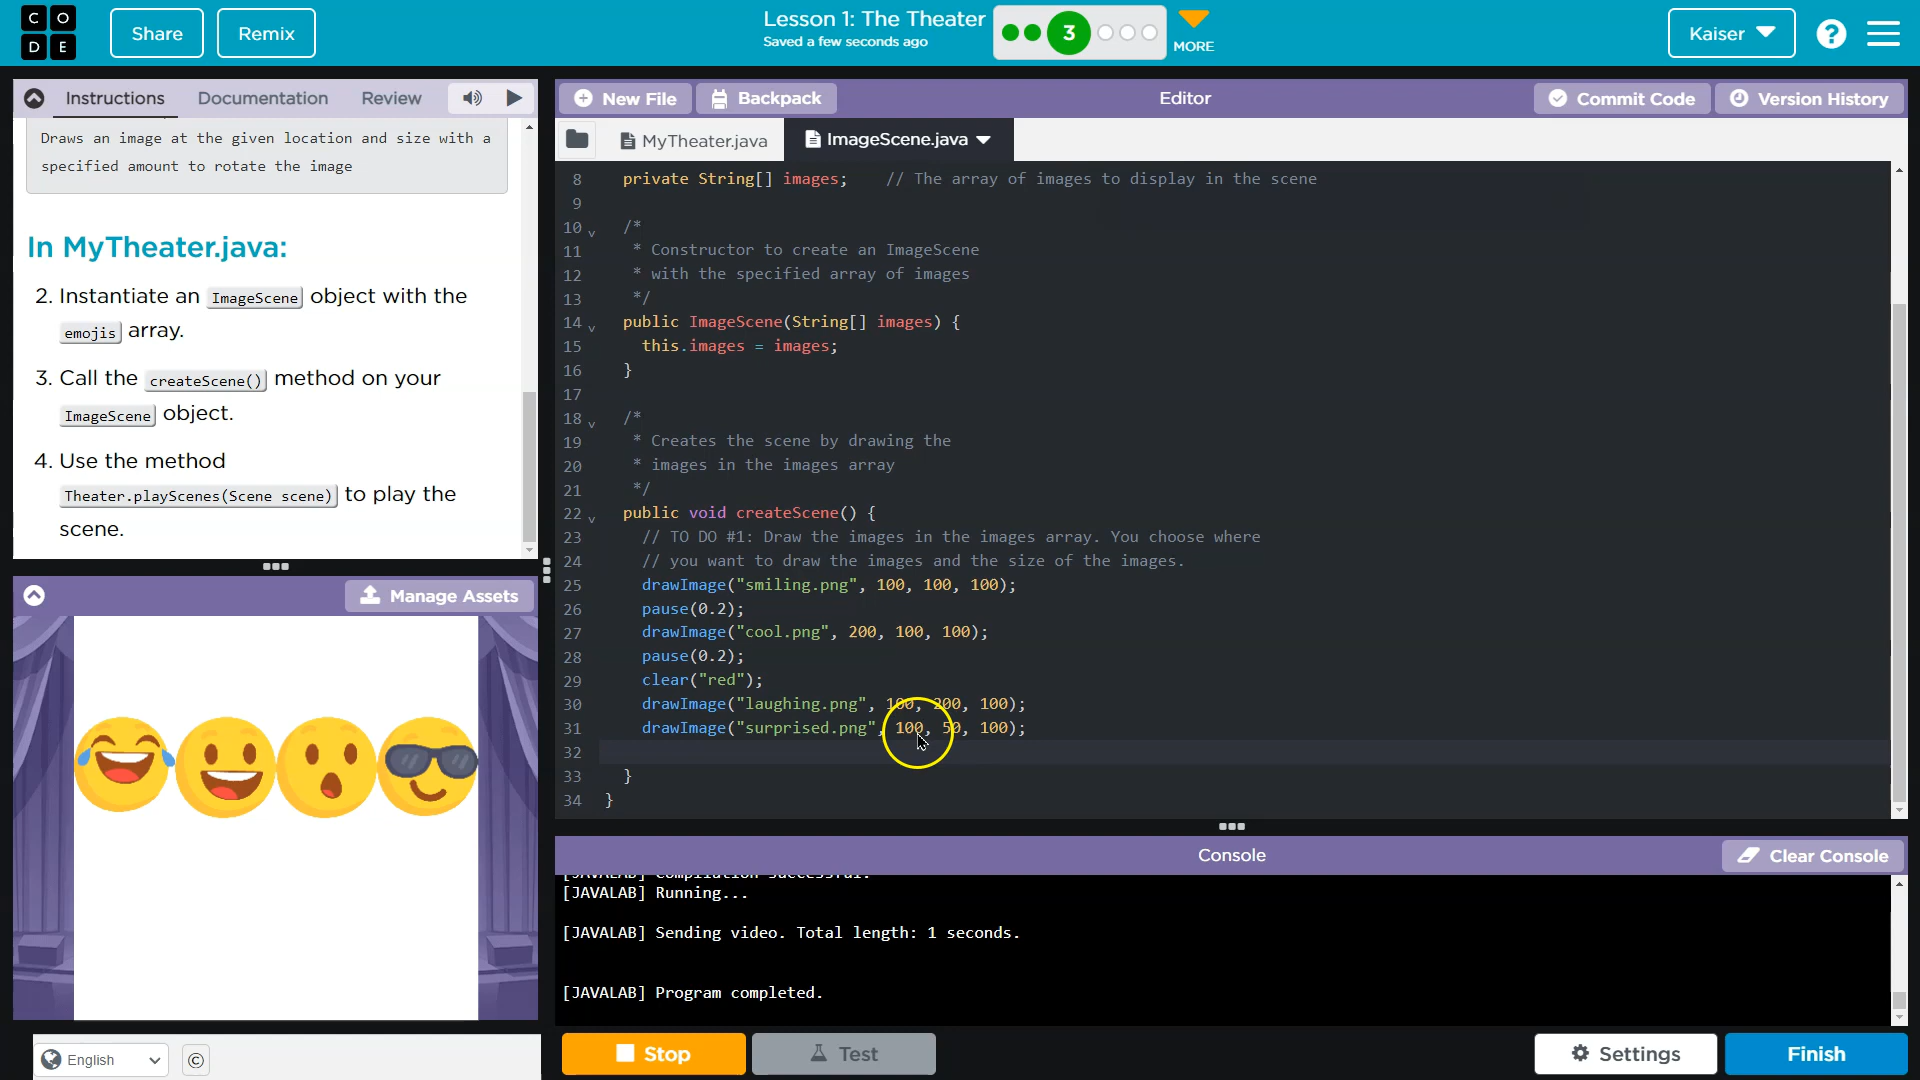 CODE
Share
Remix
Lesson 1: The Theater
Saved a few seconds ago
3
MORE
Kaiser
?
Instructions
Documentation
Review
Draws an image at the given location and size with a
specified amount to rotate the image
In MyTheater.java:
2. Instantiate an ImageScene object with the
emojis array.
3. Call the createScene() method on your
ImageScene object.
4. Use the method
Theater.playScenes(Scene scene) to play the
scene.
Manage Assets
English
©
New File
Backpack
Editor
Commit Code
Version History
MyTheater.java
ImageScene.java
8 private String[] images; // The array of images to display in the scene
9
10 /*
11 * Constructor to create an ImageScene
12 * with the specified array of images
13 */
14 public ImageScene(String[] images) {
15 this.images = images;
16 }
17
18 /*
19 * Creates the scene by drawing the
20 * images in the images array
21 */
22 public void createScene() {
23 // TO DO #1: Draw the images in the images array. You choose where
24 // you want to draw the images and the size of the images.
25 drawImage("smiling.png", 100, 100, 100);
26 pause(0.2);
27 drawImage("cool.png", 200, 100, 100);
28 pause(0.2);
29 clear("red");
30 drawImage("laughing.png", 100, 200, 100);
31 drawImage("surprised.png", 100, 50, 100);
32
33 }
34 }
Console
Clear Console
[JAVALAB] Compilation successful.
[JAVALAB] Running...
[JAVALAB] Sending video. Total length: 1 seconds.
[JAVALAB] Program completed.
Stop
Test
Settings
Finish